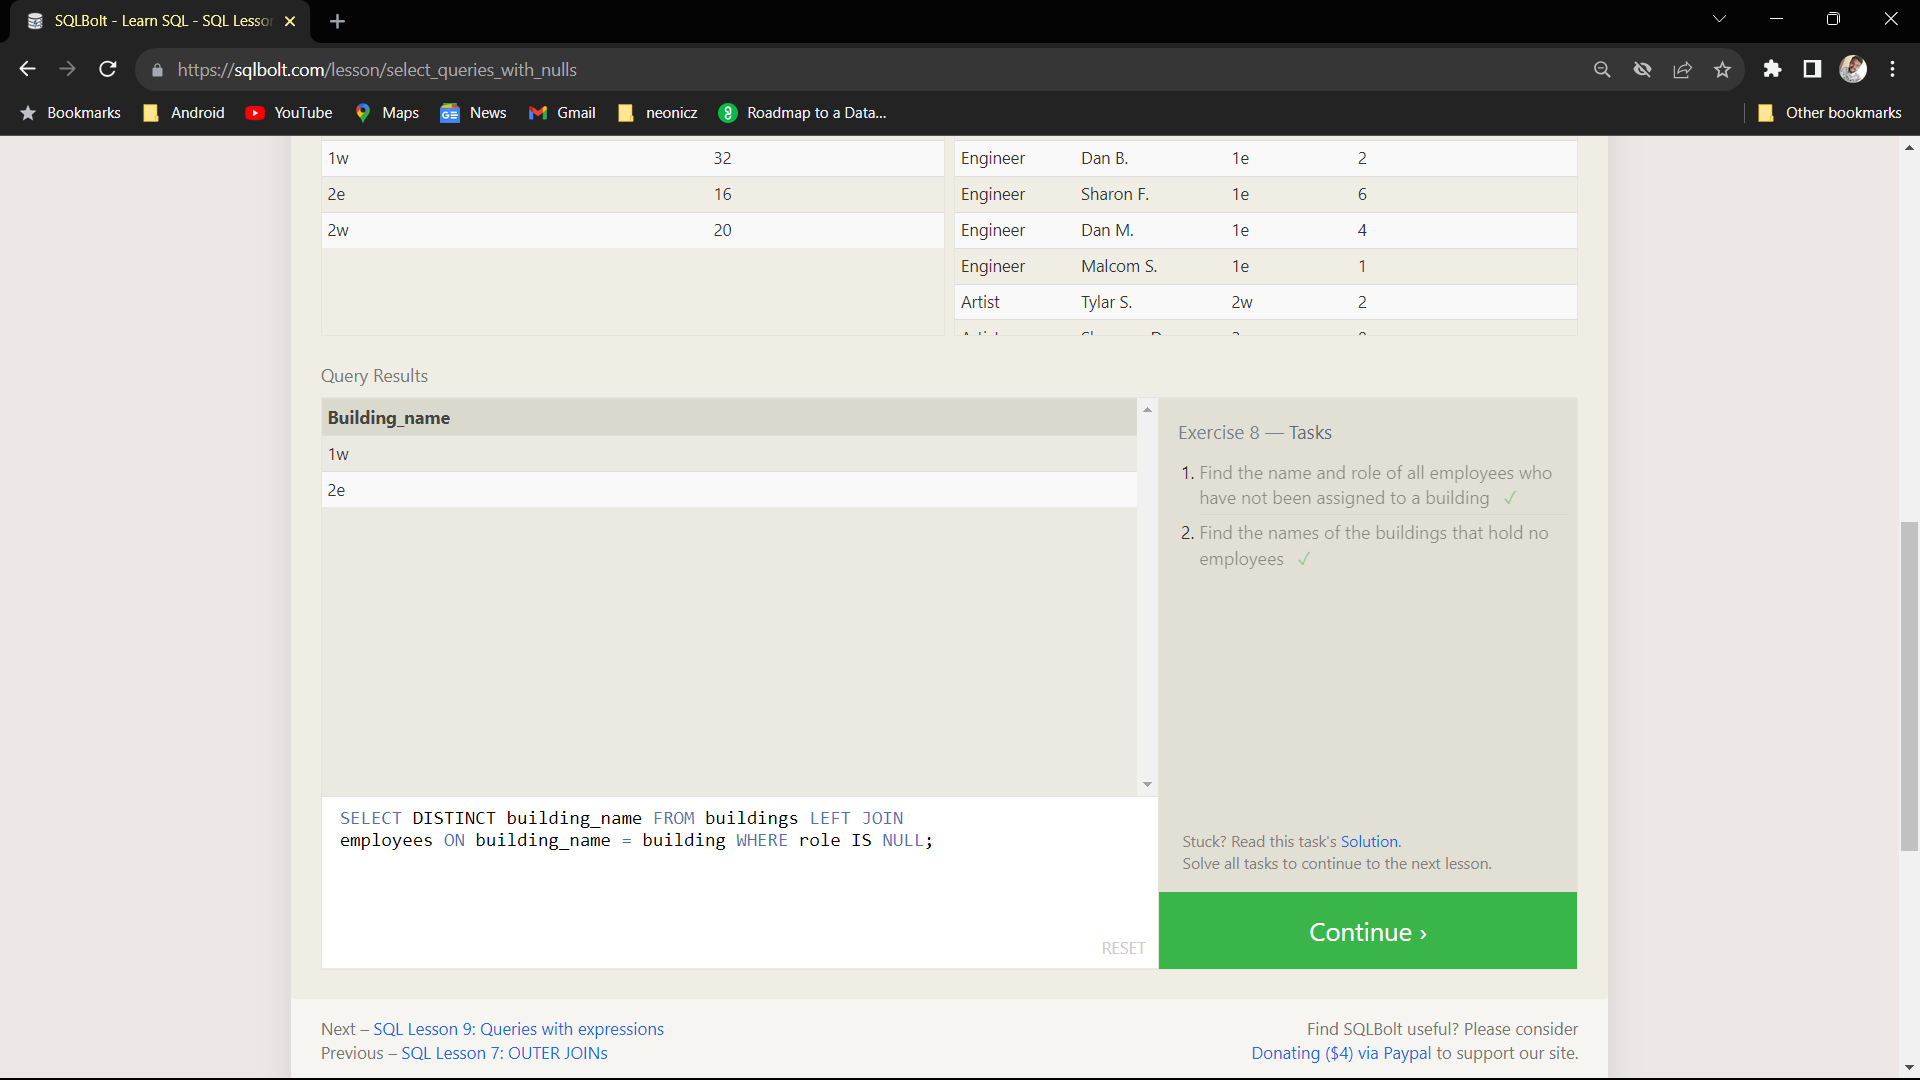 SQLBolt - Learn SQL - SQL Lesso
https://sqlbolt.com/lesson/select_queries_with_nulls
Bookmarks Android YouTube Maps News Gmail neonicz Roadmap to a Data... Other bookmarks
1w 32
2e 16
2w 20
Engineer Dan B. 1e 2
Engineer Sharon F. 1e 6
Engineer Dan M. 1e 4
Engineer Malcom S. 1e 1
Artist Tylar S. 2w 2
Query Results
Building_name
1w
2e
Exercise 8 — Tasks
1. Find the name and role of all employees who
have not been assigned to a building ✓
2. Find the names of the buildings that hold no
employees ✓
SELECT DISTINCT building_name FROM buildings LEFT JOIN
employees ON building_name = building WHERE role IS NULL;
RESET
Stuck? Read this task's Solution.
Solve all tasks to continue to the next lesson.
Continue ›
Next – SQL Lesson 9: Queries with expressions
Previous – SQL Lesson 7: OUTER JOINs
Find SQLBolt useful? Please consider
Donating ($4) via Paypal to support our site.